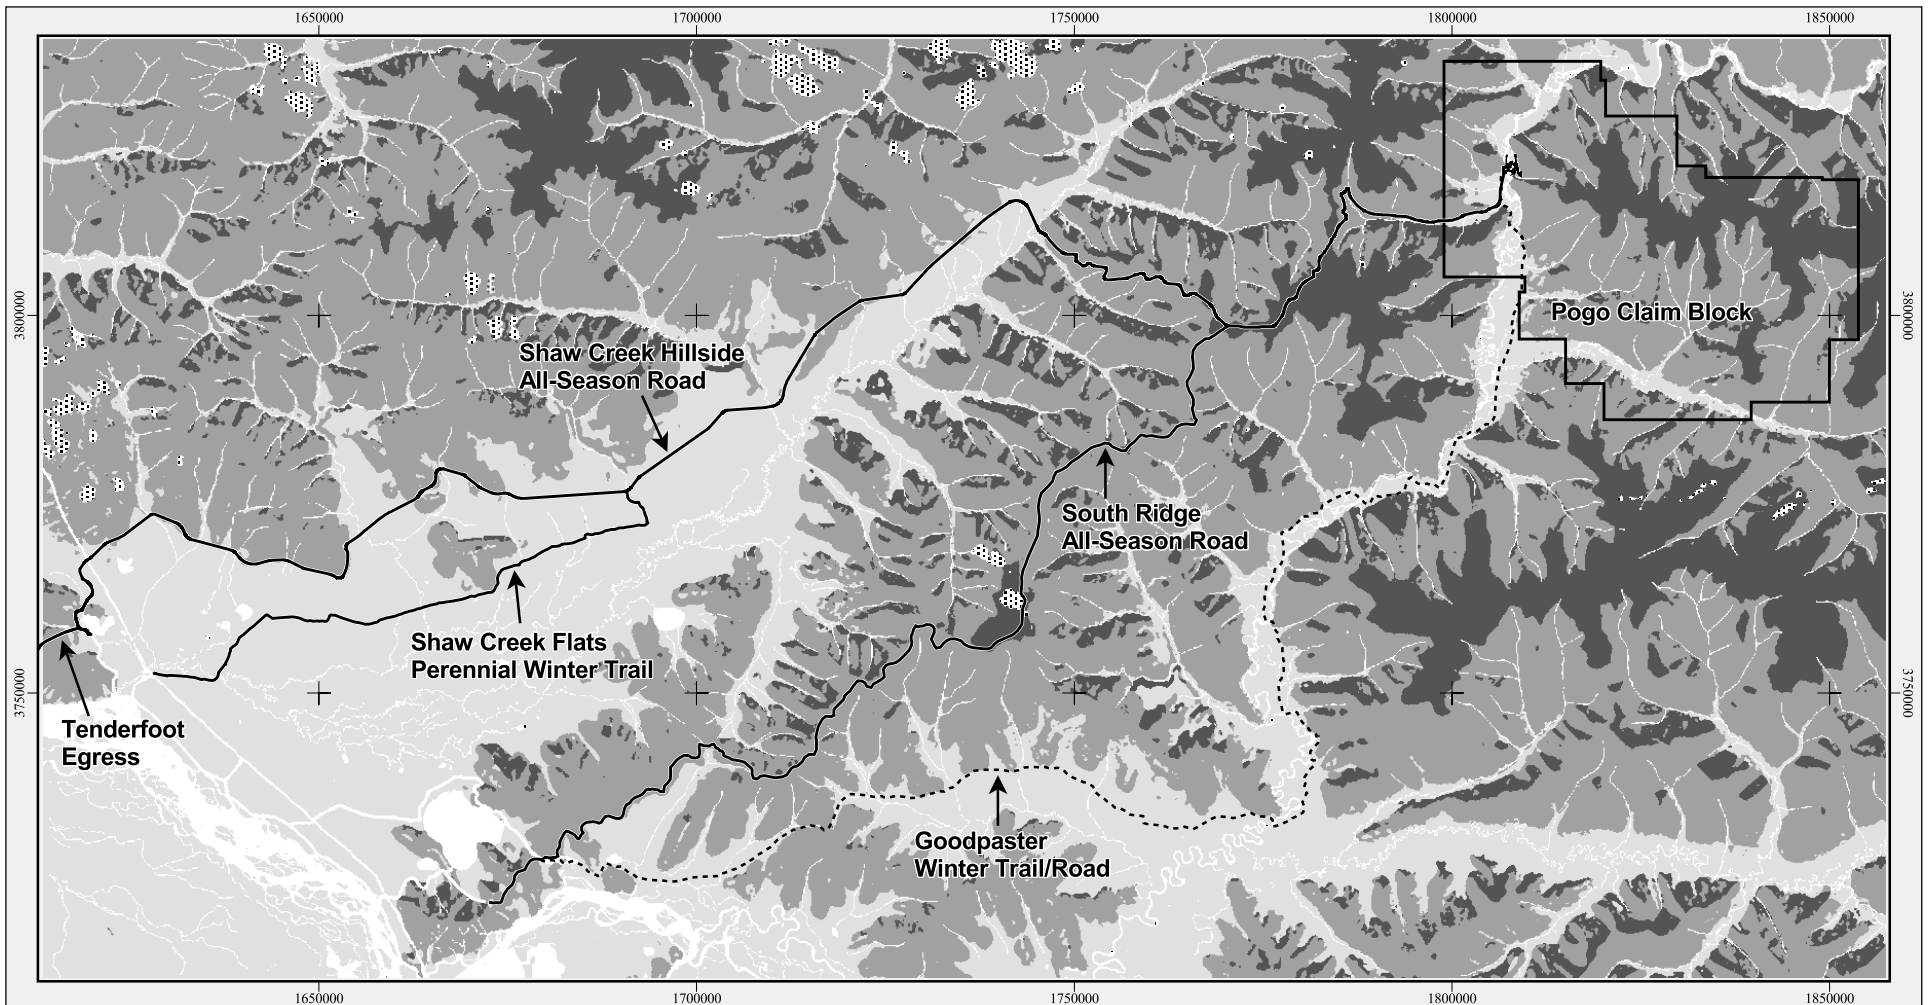 1650000 1700000 1750000 1800000 1850000
3800000 3800000
Pogo Claim Block
Shaw Creek Hillside
All-Season Road
South Ridge
All-Season Road
Shaw Creek Flats
Perennial Winter Trail
3750000 3750000
Tenderfoot
Egress
Goodpaster
Winter Trail/Road
1650000 1700000 1750000 1800000 1850000